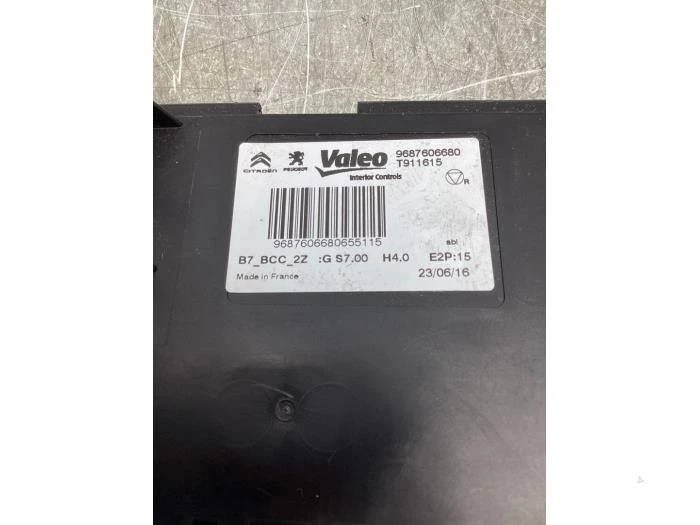 CITROËN PEUGEOT Valeo 9687606680
T911615
Interior Controls
R
9687606680655115
abl
B7_BCC_2Z :G S7.00 H4.0 E2P:15
Made in France 23/06/16